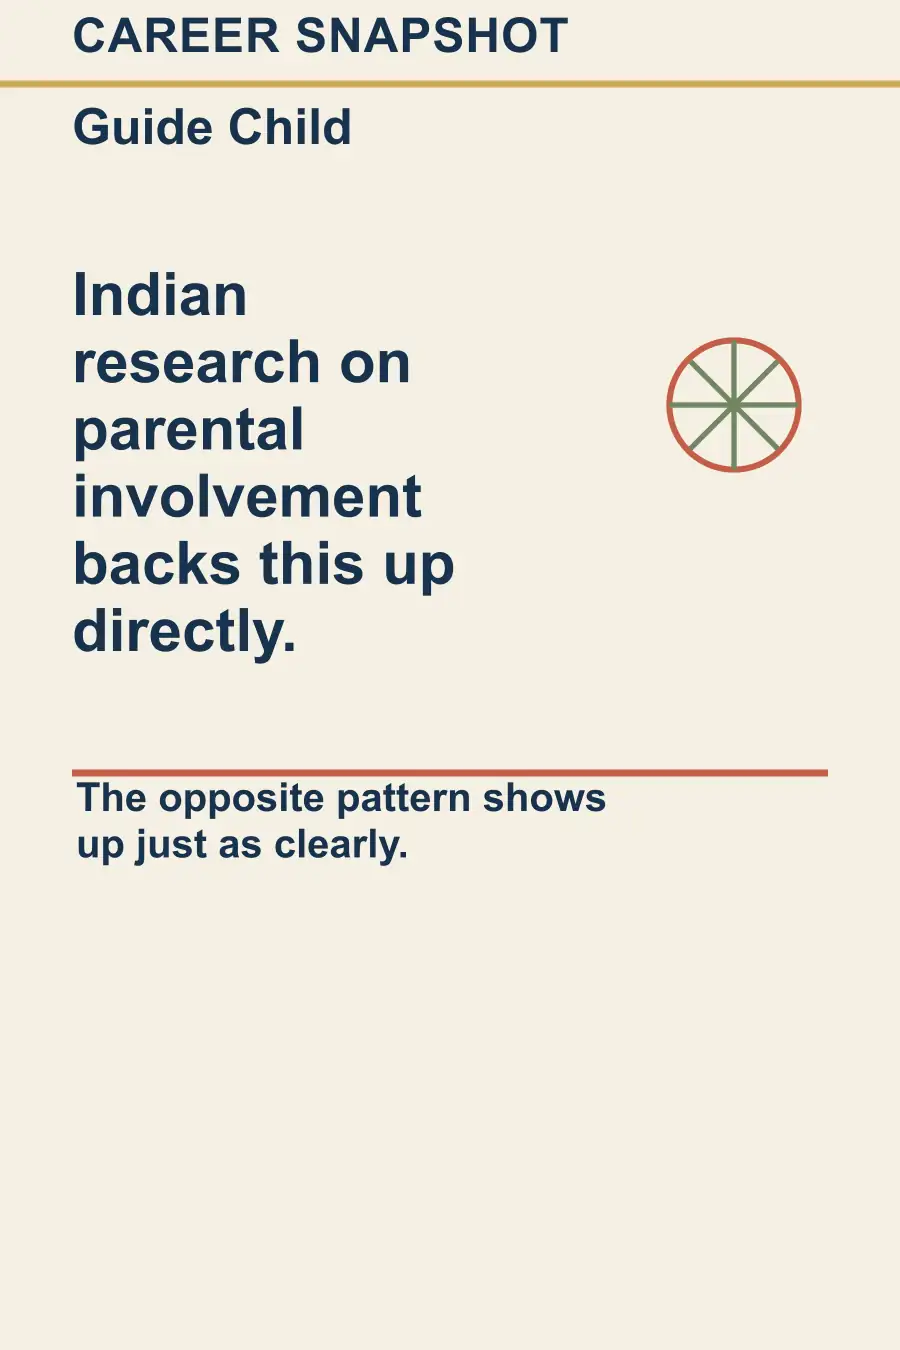 CAREER SNAPSHOT
Guide Child
Indian
research on
parental
involvement
backs this up
directly.
The opposite pattern shows
up just as clearly.